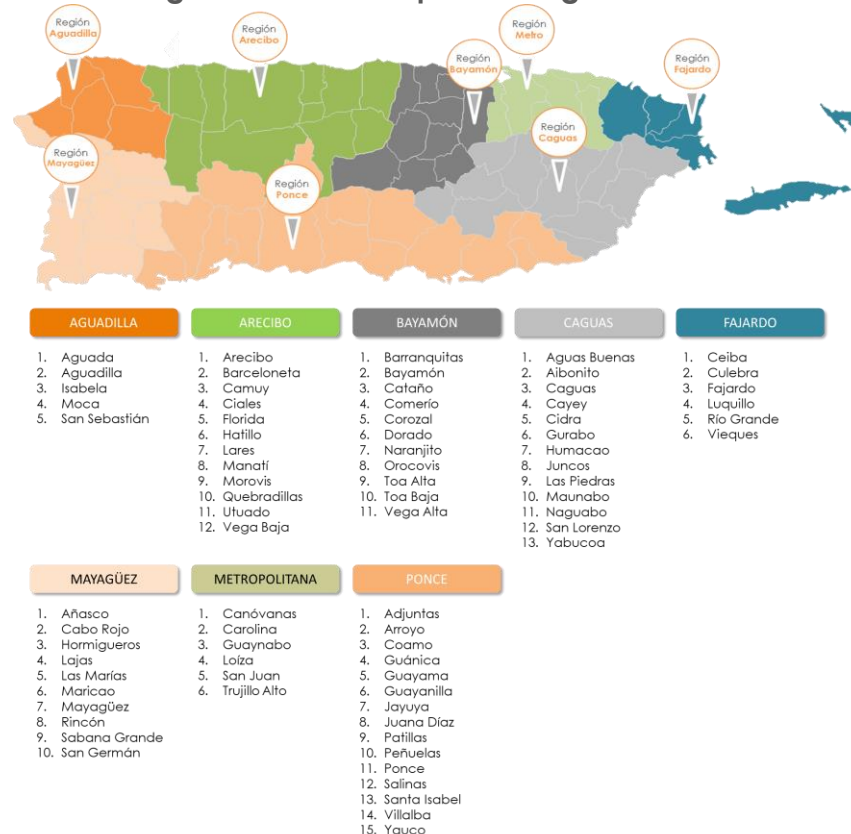 Región
Aguadilla
Región
Arecibo
Región
Bayamón
Región
Metro
Región
Fajardo
Región
Mayagüez
Región
Ponce
Región
Caguas
AGUADILLA
1. Aguada
2. Aguadilla
3. Isabela
4. Moca
5. San Sebastián
ARECIBO
1. Arecibo
2. Barceloneta
3. Camuy
4. Ciales
5. Florida
6. Hatillo
7. Lares
8. Manatí
9. Morovis
10. Quebradillas
11. Utuado
12. Vega Baja
BAYAMÓN
1. Barranquitas
2. Bayamón
3. Cataño
4. Comerío
5. Corozal
6. Dorado
7. Naranjito
8. Orocovis
9. Toa Alta
10. Toa Baja
11. Vega Alta
CAGUAS
1. Aguas Buenas
2. Aibonito
3. Caguas
4. Cayey
5. Cidra
6. Gurabo
7. Humacao
8. Juncos
9. Las Piedras
10. Maunabo
11. Naguabo
12. San Lorenzo
13. Yabucoa
FAJARDO
1. Ceiba
2. Culebra
3. Fajardo
4. Luquillo
5. Río Grande
6. Vieques
MAYAGÜEZ
1. Añasco
2. Cabo Rojo
3. Hormigueros
4. Lajas
5. Las Marías
6. Maricao
7. Mayagüez
8. Rincón
9. Sabana Grande
10. San Germán
METROPOLITANA
1. Canóvanas
2. Carolina
3. Guaynabo
4. Loíza
5. San Juan
6. Trujillo Alto
PONCE
1. Adjuntas
2. Arroyo
3. Coamo
4. Guánica
5. Guayama
6. Guayanilla
7. Jayuya
8. Juana Díaz
9. Patillas
10. Peñuelas
11. Ponce
12. Salinas
13. Santa Isabel
14. Villalba
15. Yauco